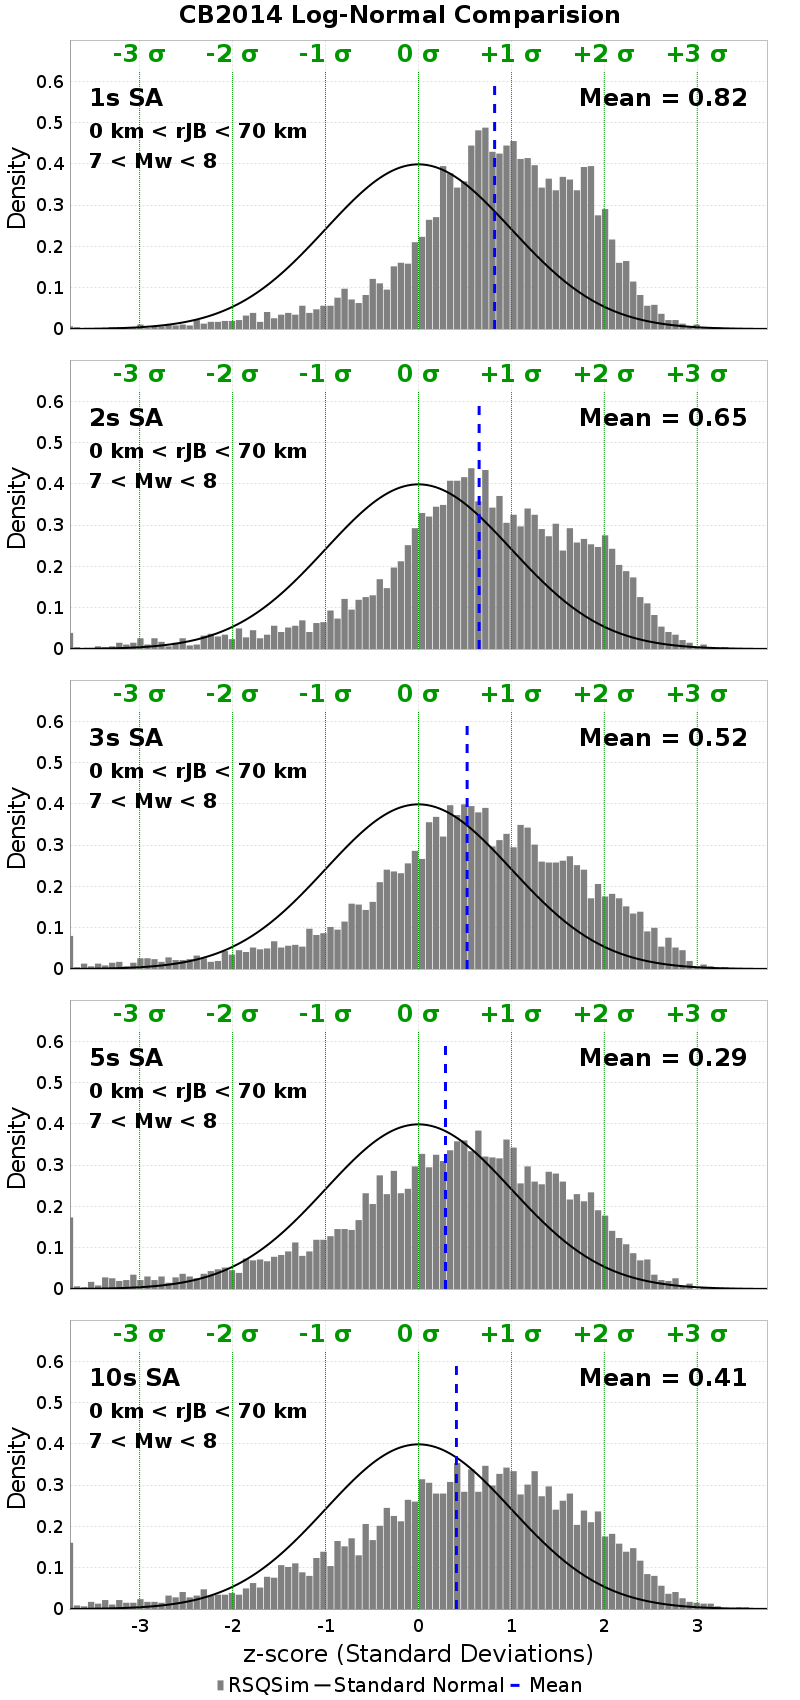 CB2014 Log-Normal Comparision
-3 σ -2 σ -1 σ 0 σ +1 σ +2 σ +3 σ
0.6
1s SA Mean = 0.82
0.5
0 km < rJB < 70 km
7 < Mw < 8
0.4
0.3
0.2
0.1
0
Density
-3 σ -2 σ -1 σ 0 σ +1 σ +2 σ +3 σ
0.6
2s SA Mean = 0.65
0.5
0 km < rJB < 70 km
7 < Mw < 8
0.4
0.3
0.2
0.1
0
Density
-3 σ -2 σ -1 σ 0 σ +1 σ +2 σ +3 σ
0.6
3s SA Mean = 0.52
0.5
0 km < rJB < 70 km
7 < Mw < 8
0.4
0.3
0.2
0.1
0
Density
-3 σ -2 σ -1 σ 0 σ +1 σ +2 σ +3 σ
0.6
5s SA Mean = 0.29
0.5
0 km < rJB < 70 km
7 < Mw < 8
0.4
0.3
0.2
0.1
0
Density
-3 σ -2 σ -1 σ 0 σ +1 σ +2 σ +3 σ
0.6
10s SA Mean = 0.41
0.5
0 km < rJB < 70 km
7 < Mw < 8
0.4
0.3
0.2
0.1
0
Density
-3 -2 -1 0 1 2 3
z-score (Standard Deviations)
RSQSim Standard Normal Mean